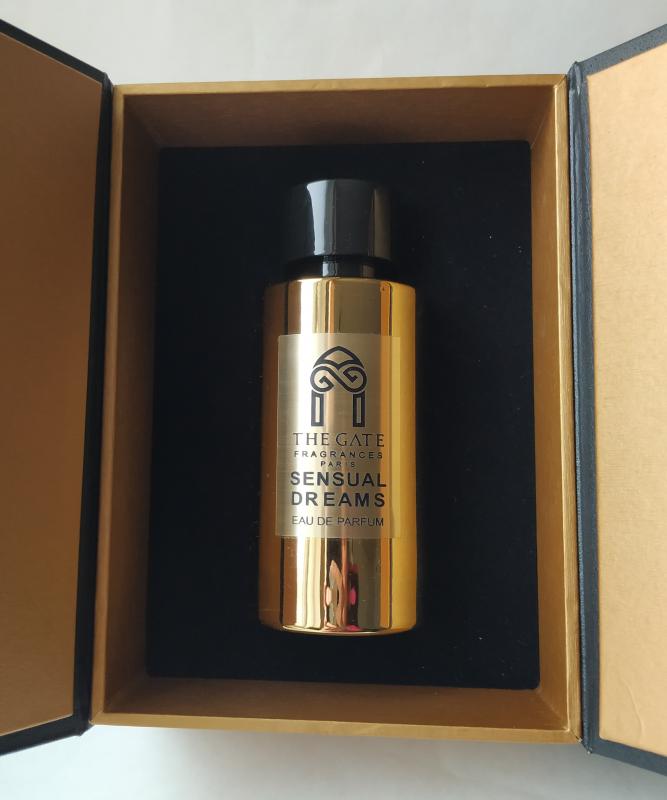 THE GATE
FRAGRANCES
PARIS
SENSUAL
DREAMS
EAU DE PARFUM